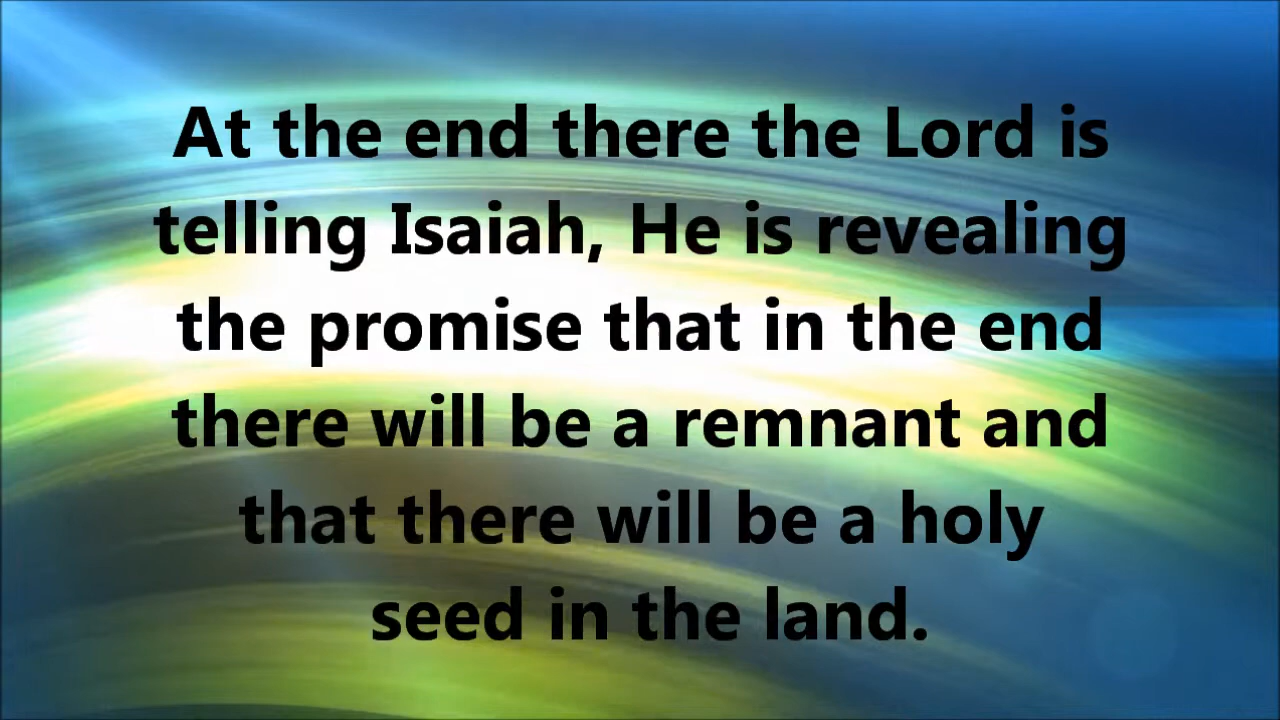 At the end there the Lord is
telling Isaiah, He is revealing
the promise that in the end
there will be a remnant and
that there will be a holy
seed in the land.